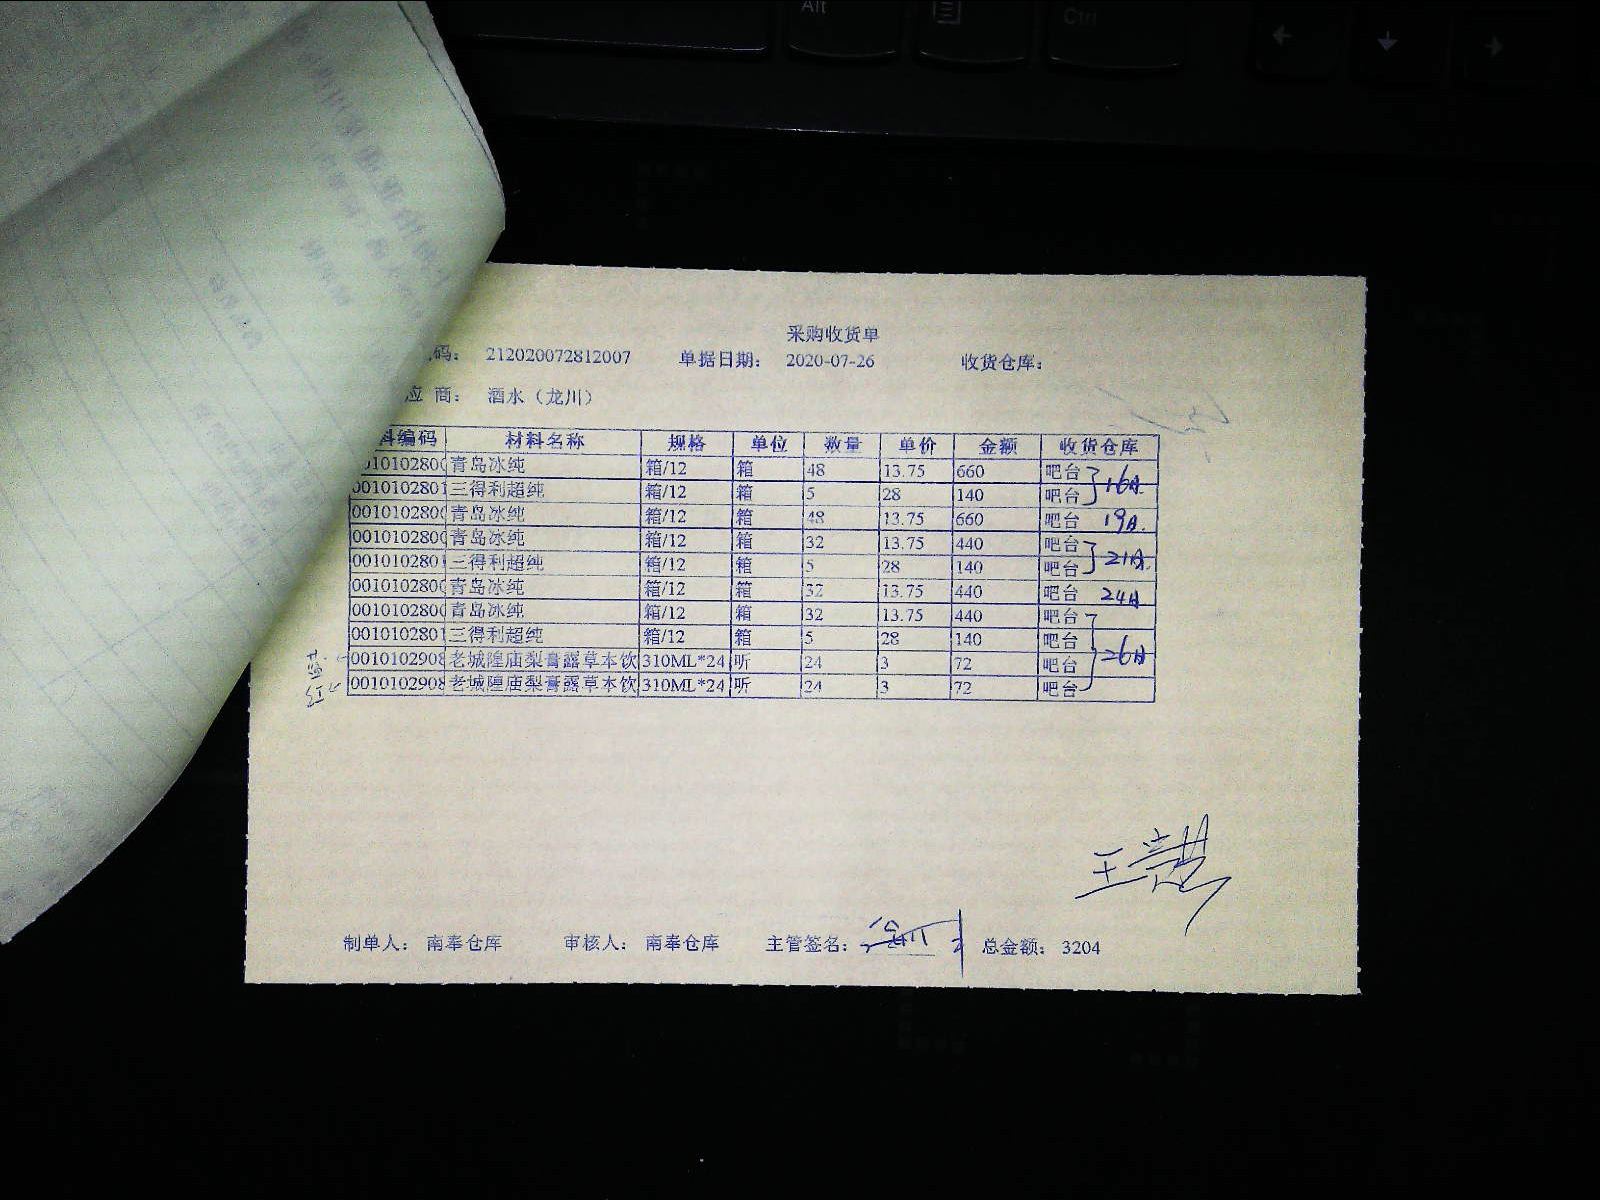 Alt
Ctrl
采购收货单
码： 212020072812007 单据日期： 2020-07-26 收货仓库：
应 商： 酒水（龙川）
料编码 材料名称 规格 单位 数量 单价 金额 收货仓库
0010102800 青岛冰纯 箱/12 箱 48 13.75 660 吧台
0010102801 三得利超纯 箱/12 箱 5 28 140 吧台 16日
0010102800 青岛冰纯 箱/12 箱 48 13.75 660 吧台 19日
0010102800 青岛冰纯 箱/12 箱 32 13.75 440 吧台
0010102801 三得利超纯 箱/12 箱 5 28 140 吧台 21日
0010102800 青岛冰纯 箱/12 箱 32 13.75 440 吧台 24日
0010102800 青岛冰纯 箱/12 箱 32 13.75 440 吧台
0010102801 三得利超纯 箱/12 箱 5 28 140 吧台
0010102908 老城隍庙梨膏露草本饮 310ML*24 听 24 3 72 吧台 26日
0010102908 老城隍庙梨膏露草本饮 310ML*24 听 24 3 72 吧台
制单人： 南奉仓库 审核人： 南奉仓库 主管签名： 总金额： 3204